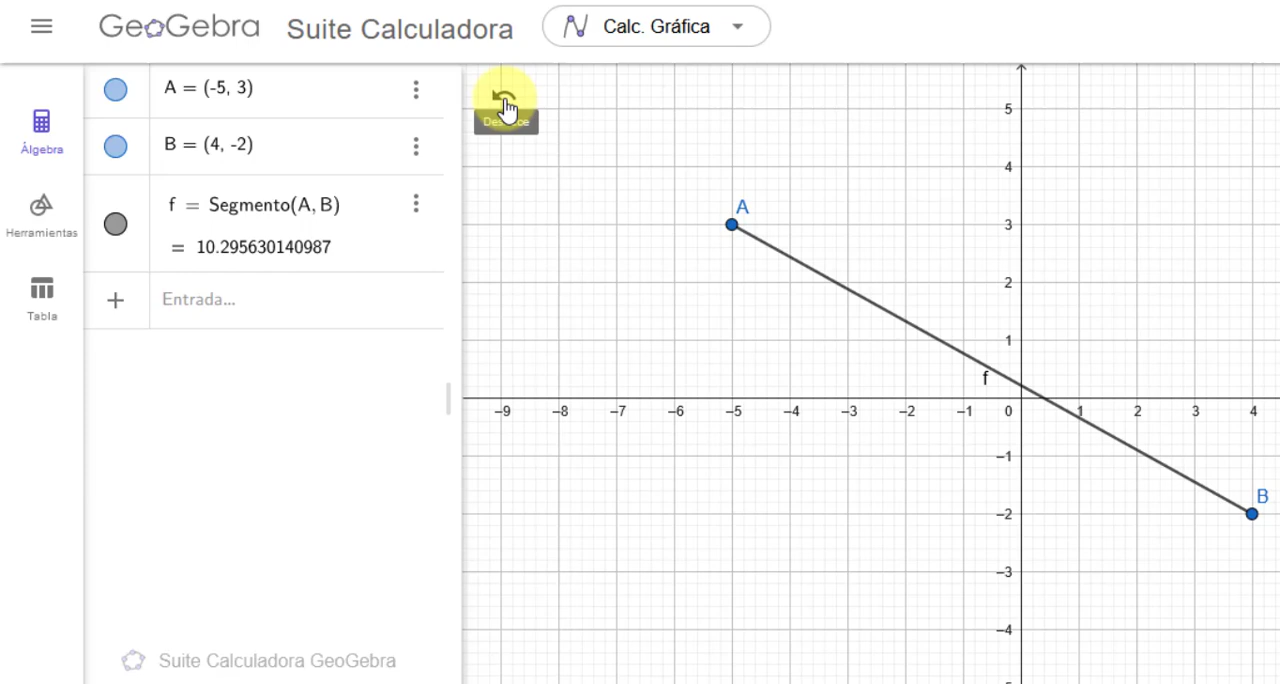 GeoGebra Suite Calculadora Calc. Gráfica
Álgebra
Herramientas
Tabla
A = (-5, 3)
B = (4, -2)
f = Segmento(A, B)
= 10.295630140987
+ Entrada...
Suite Calculadora GeoGebra
5
4
A
3
2
1
f
–9 –8 –7 –6 –5 –4 –3 –2 –1 0 1 2 3 4
–1
B
–2
–3
–4